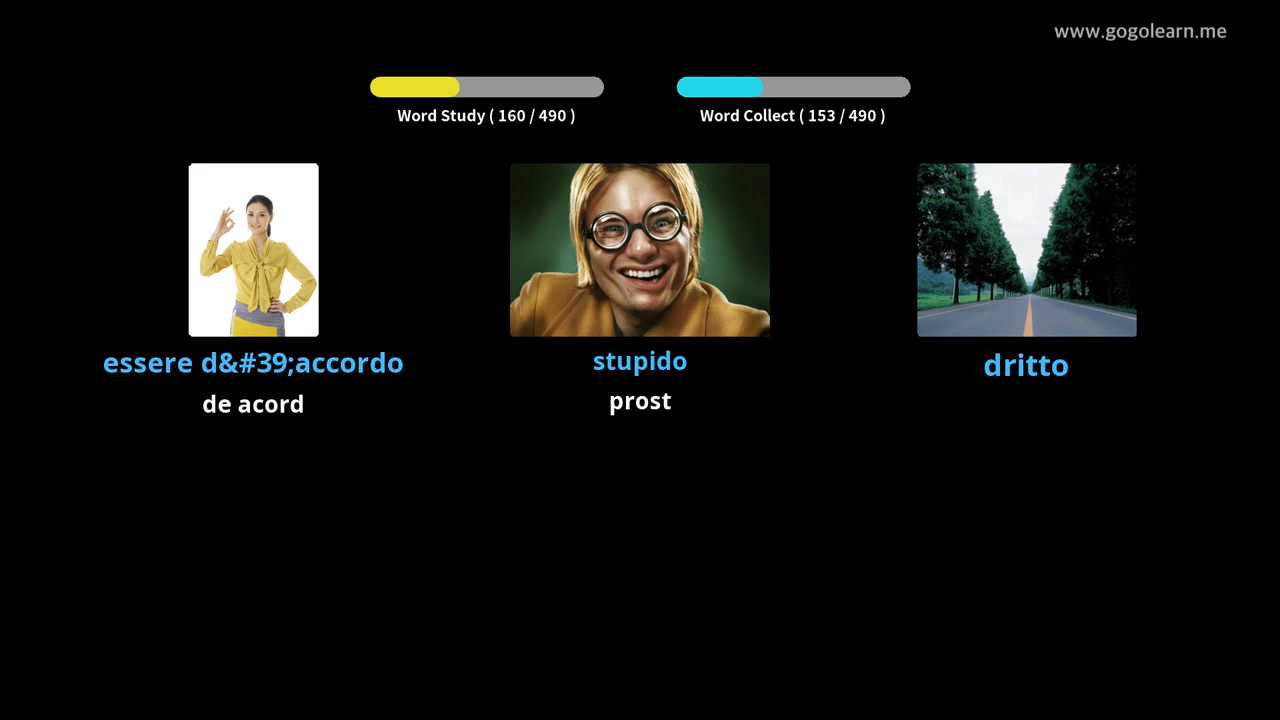 www.gogolearn.me
Word Study ( 160 / 490 )
Word Collect ( 153 / 490 )
essere d&#39;accordo
stupido
dritto
de acord
prost